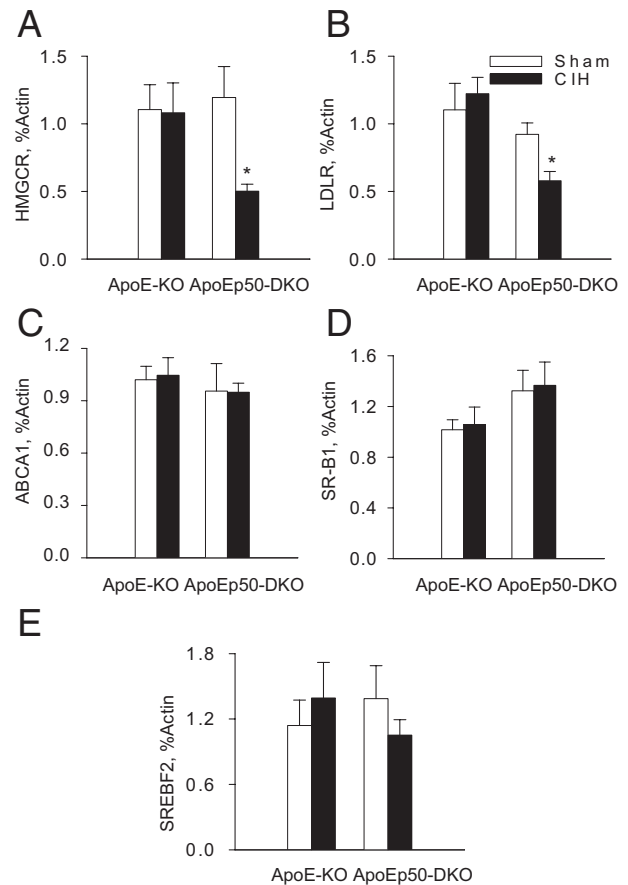 A
1.5
1.0
0.5
0.0
HMGCR, %Actin
*
ApoE-KO ApoEp50-DKO
B
Sham
CIH
1.5
1.0
0.5
0.0
LDLR, %Actin
*
ApoE-KO ApoEp50-DKO
C
1.2
0.9
0.6
0.3
0.0
ABCA1, %Actin
ApoE-KO ApoEp50-DKO
D
1.6
1.2
0.8
0.4
0.0
SR-B1, %Actin
ApoE-KO ApoEp50-DKO
E
1.8
1.2
0.6
0.0
SREBF2, %Actin
ApoE-KO ApoEp50-DKO